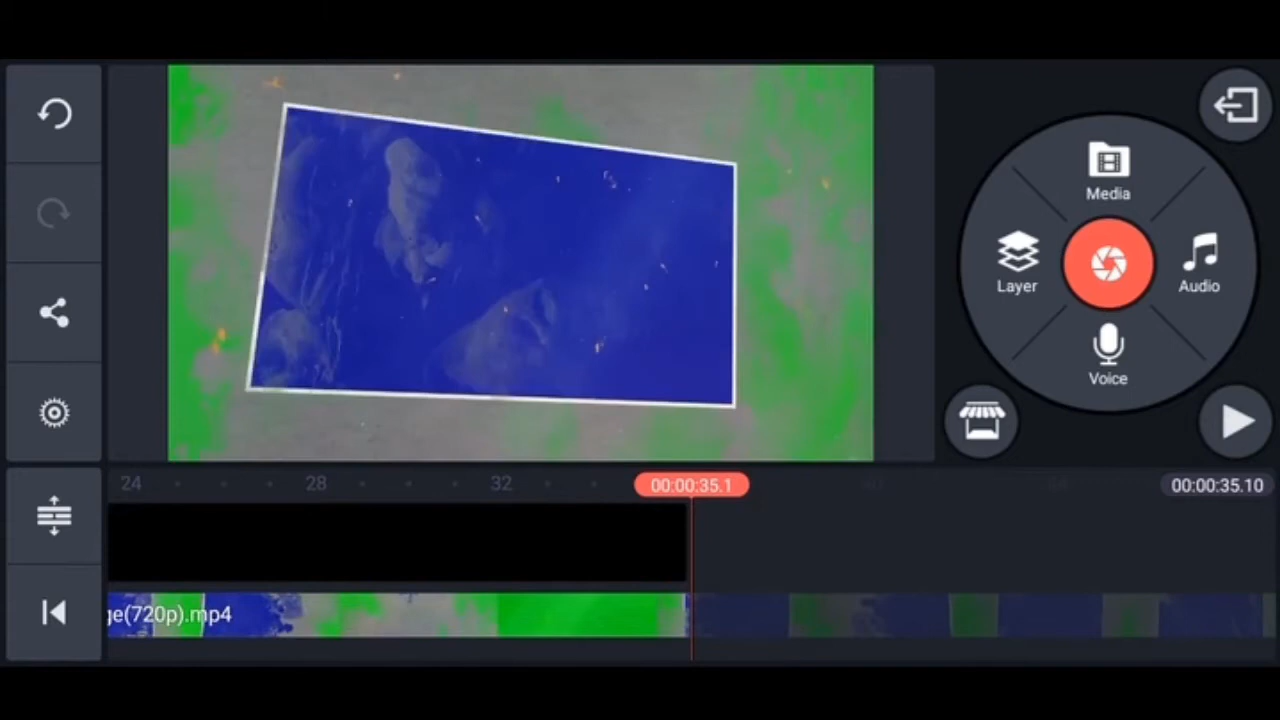 Media
Layer
Audio
Voice
24
28
32
00:00:35.1
00:00:35.10
ge(720p).mp4